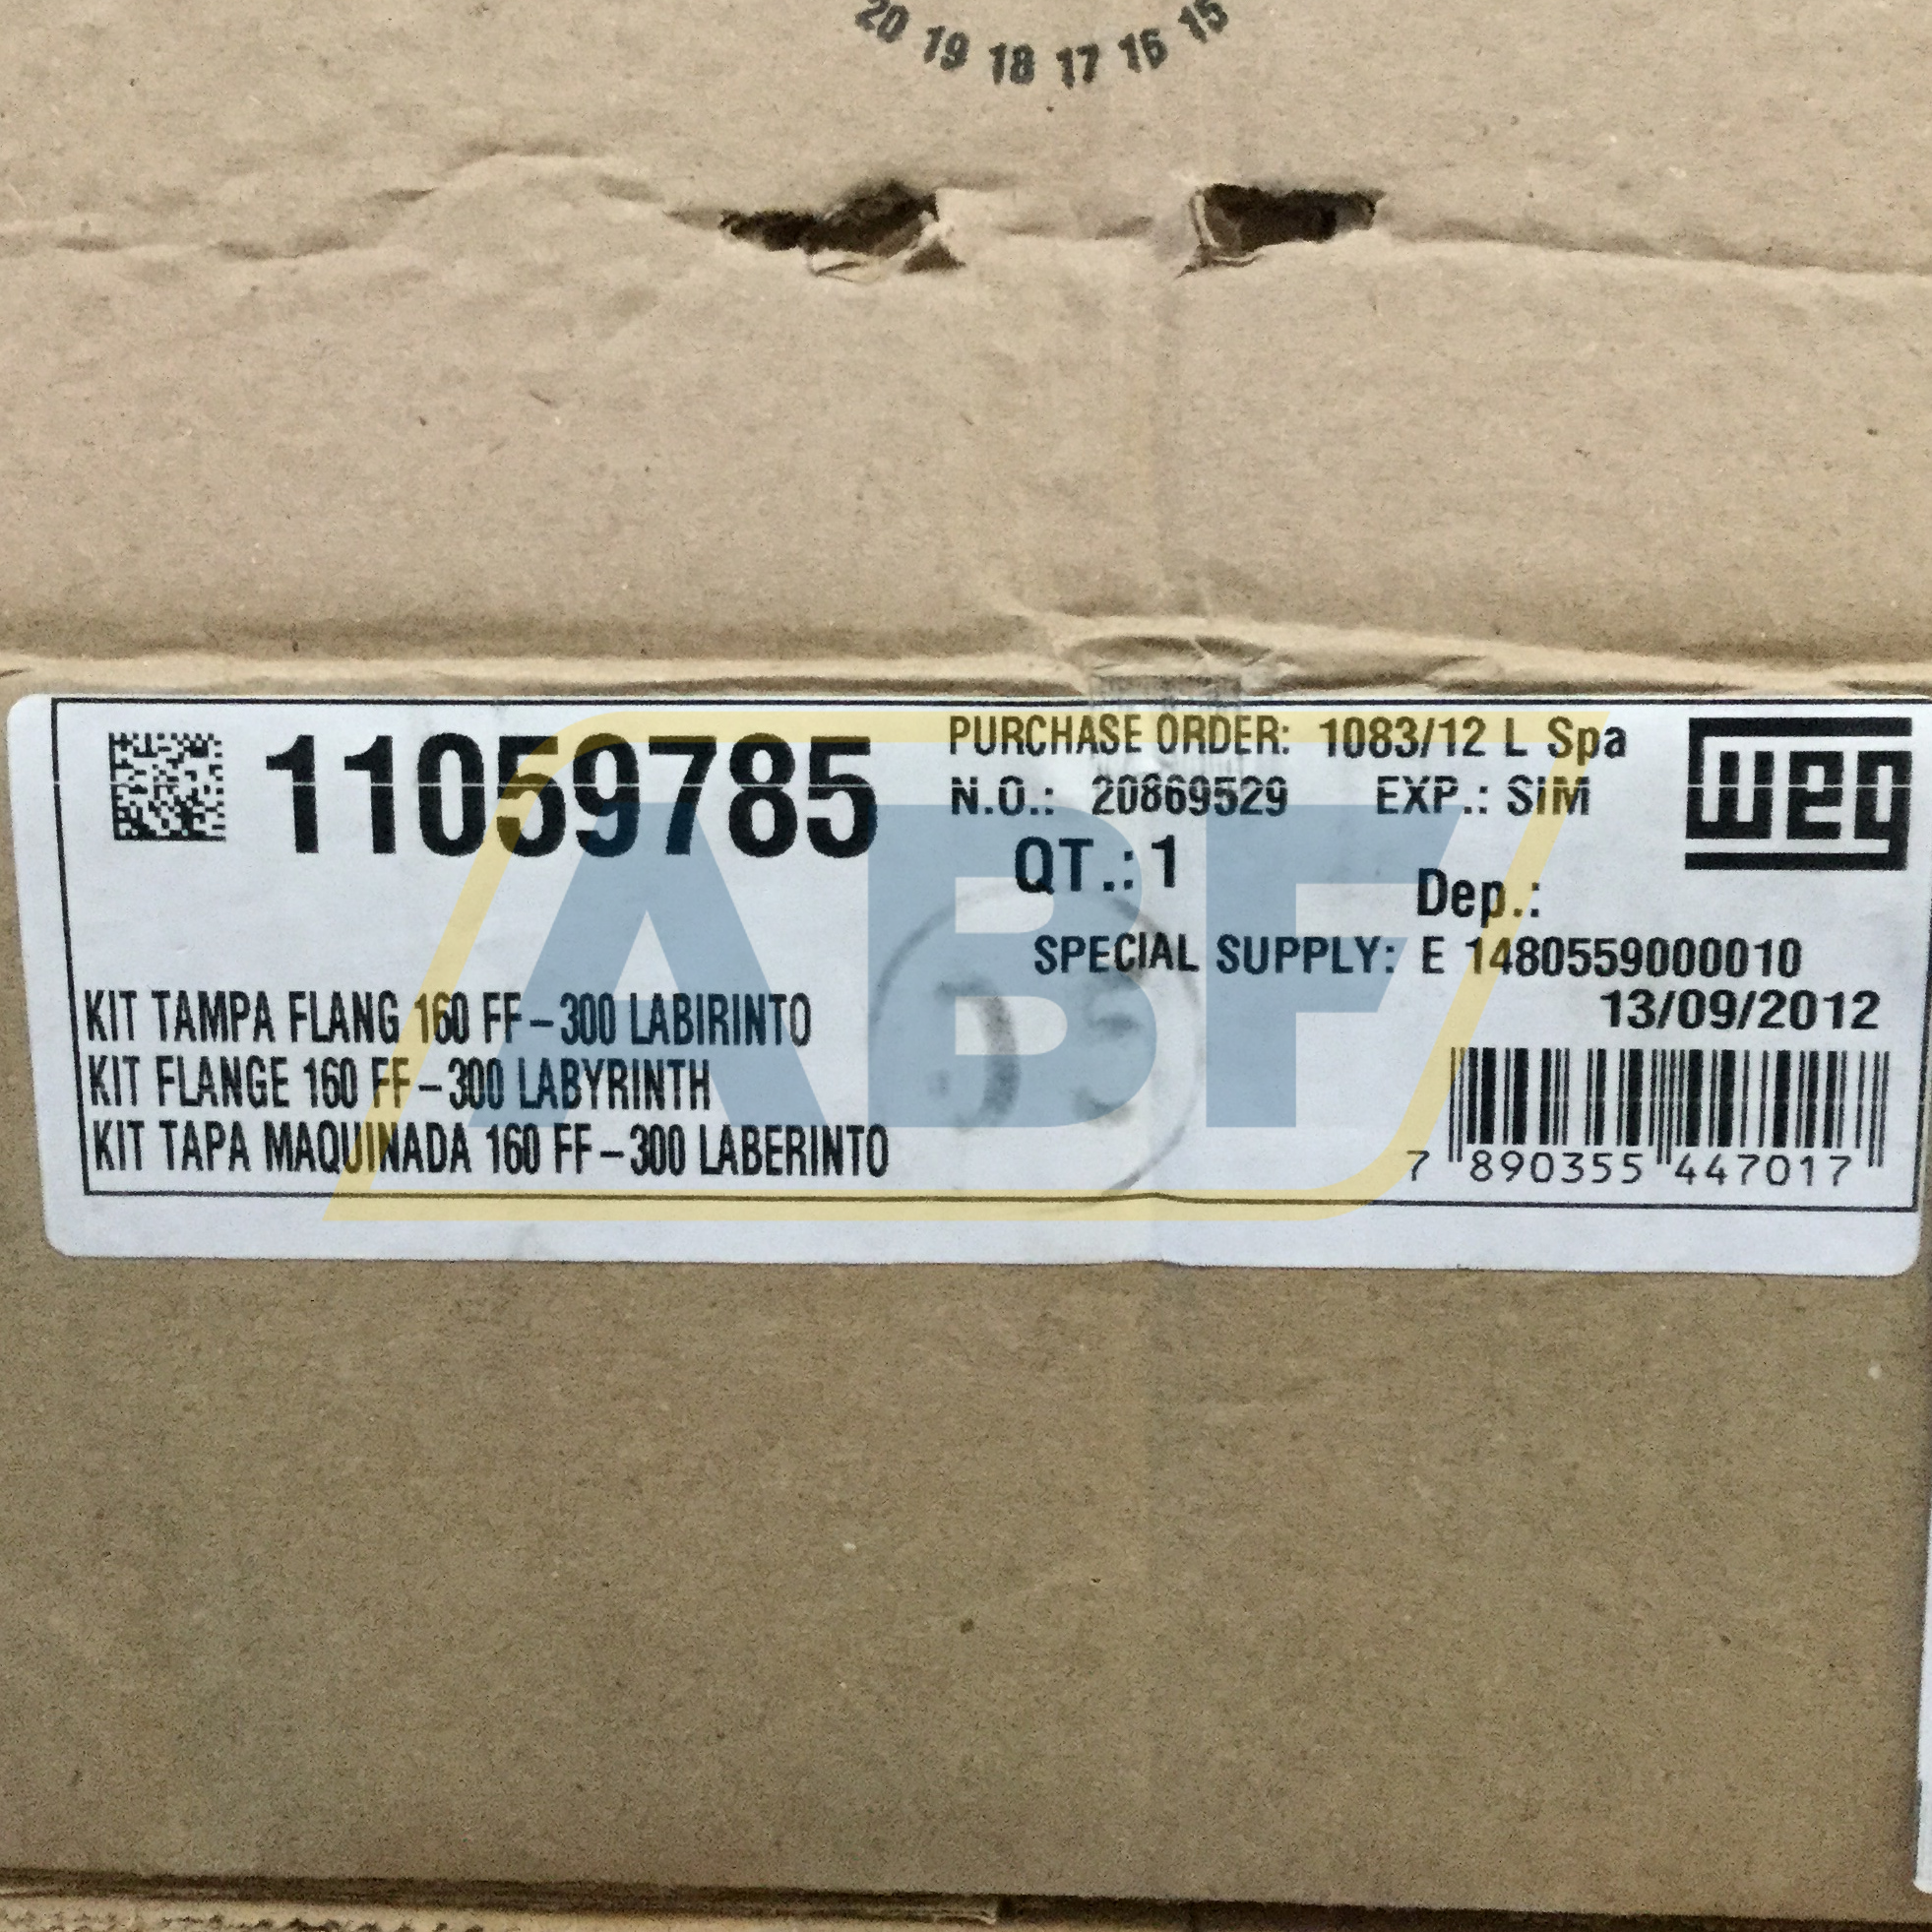 20 19 18 17 16 15
11059785
PURCHASE ORDER: 1083/12 L Spa
N.O.: 20869529 EXP.: SIM
weg
QT.: 1
Dep.:
SPECIAL SUPPLY: E 1480559000010
13/09/2012
KIT TAMPA FLANG 160 FF-300 LABIRINTO
KIT FLANGE 160 FF-300 LABYRINTH
KIT TAPA MAQUINADA 160 FF-300 LABERINTO
7 890355 447017
ABF